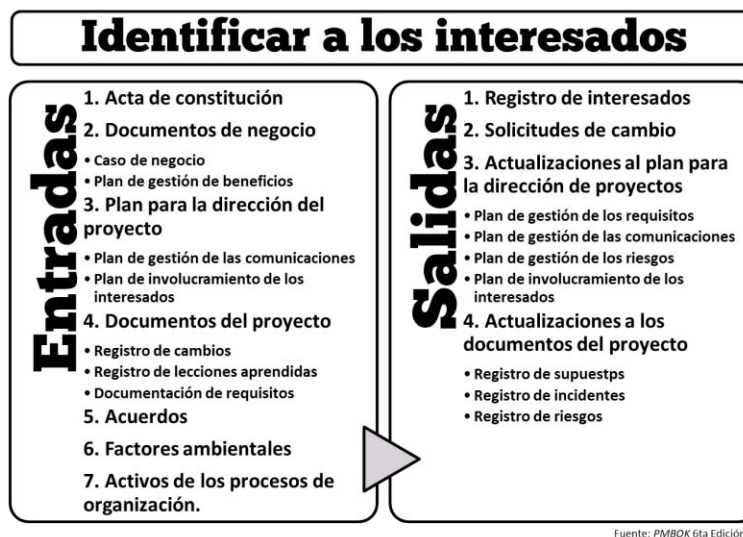 Identificar a los interesados
Entradas
1. Acta de constitución
2. Documentos de negocio
• Caso de negocio
• Plan de gestión de beneficios
3. Plan para la dirección del
proyecto
• Plan de gestión de las comunicaciones
• Plan de involucramiento de los
interesados
4. Documentos del proyecto
• Registro de cambios
• Registro de lecciones aprendidas
• Documentación de requisitos
5. Acuerdos
6. Factores ambientales
7. Activos de los procesos de
organización.
Salidas
1. Registro de interesados
2. Solicitudes de cambio
3. Actualizaciones al plan para
la dirección de proyectos
• Plan de gestión de los requisitos
• Plan de gestión de las comunicaciones
• Plan de gestión de los riesgos
• Plan de involucramiento de los
interesados
4. Actualizaciones a los
documentos del proyecto
• Registro de supuestps
• Registro de incidentes
• Registro de riesgos
Fuente: PMBOK 6ta Edición